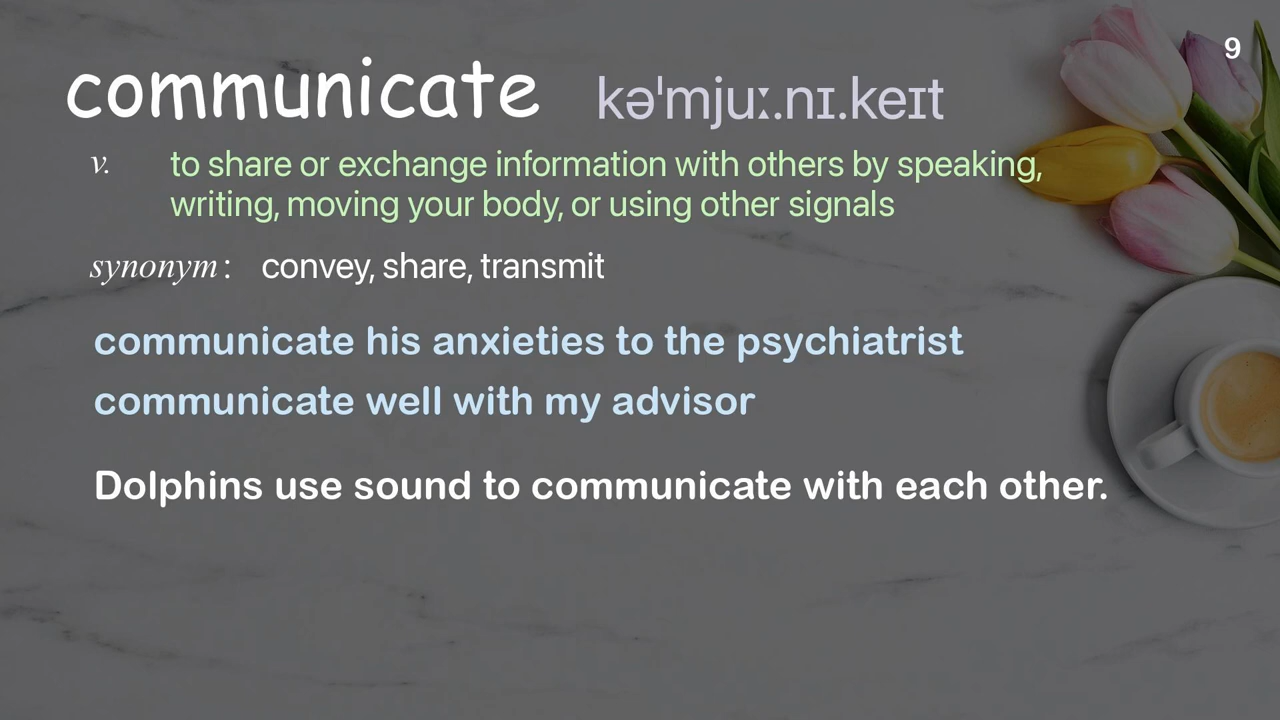 9
communicate kəˈmjuː.nɪ.keɪt
v. to share or exchange information with others by speaking,
writing, moving your body, or using other signals
synonym: convey, share, transmit
communicate his anxieties to the psychiatrist
communicate well with my advisor
Dolphins use sound to communicate with each other.